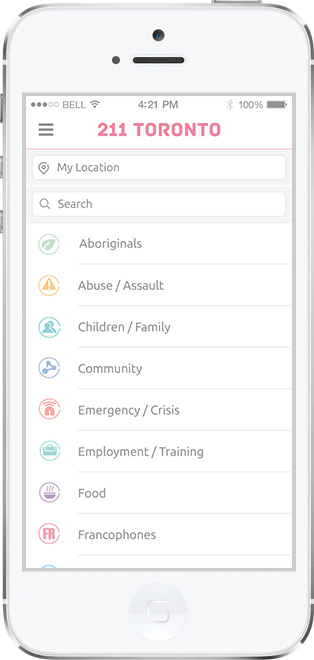 BELL 4:21 PM 100%
211 TORONTO
My Location
Search
Aboriginals
Abuse / Assault
Children / Family
Community
Emergency / Crisis
Employment / Training
Food
FR Francophones